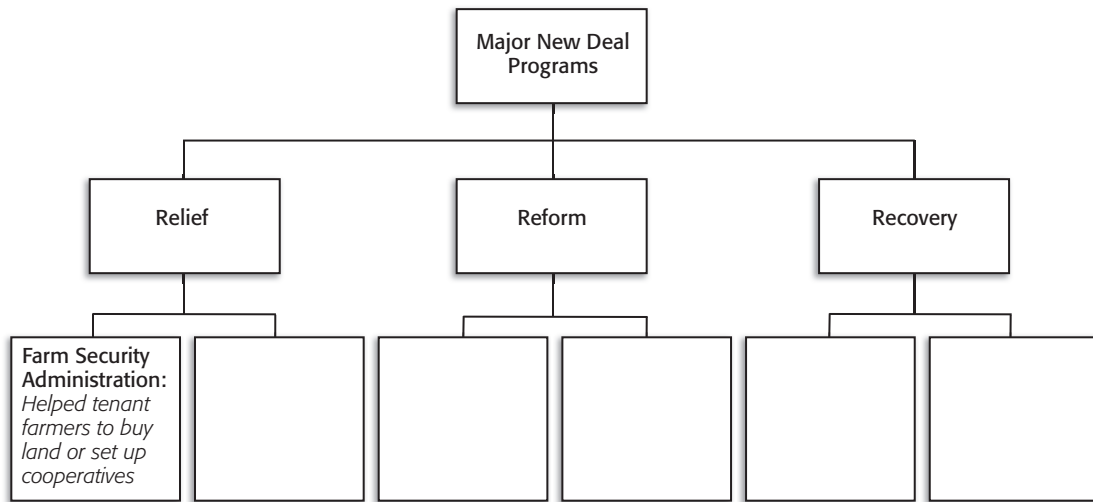 Major New Deal
Programs
Relief
Reform
Recovery
Farm Security
Administration:
Helped tenant
farmers to buy
land or set up
cooperatives